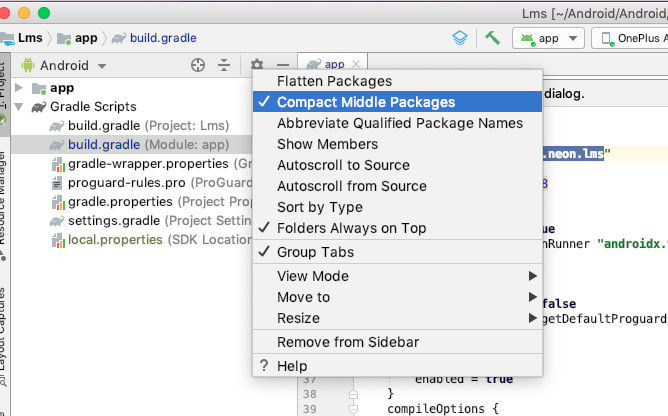 Lms [~/Android/Android/
Lms app build.gradle
app OnePlus A
1: Project
Android
app
app
Gradle Scripts
build.gradle (Project: Lms)
build.gradle (Module: app)
gradle-wrapper.properties (Gr
proguard-rules.pro (ProGuar
gradle.properties (Project Prop
settings.gradle (Project Settin
local.properties (SDK Location
Resource Manager
Layout Captures
Flatten Packages
Compact Middle Packages
Abbreviate Qualified Package Names
Show Members
Autoscroll to Source
Autoscroll from Source
Sort by Type
Folders Always on Top
Group Tabs
View Mode
Move to
Resize
Remove from Sidebar
? Help
dialog.
.neon.lms"
8
ue
nRunner "androidx.
false
getDefaultProguard
37 enabled = true
38 }
39 compileOptions {